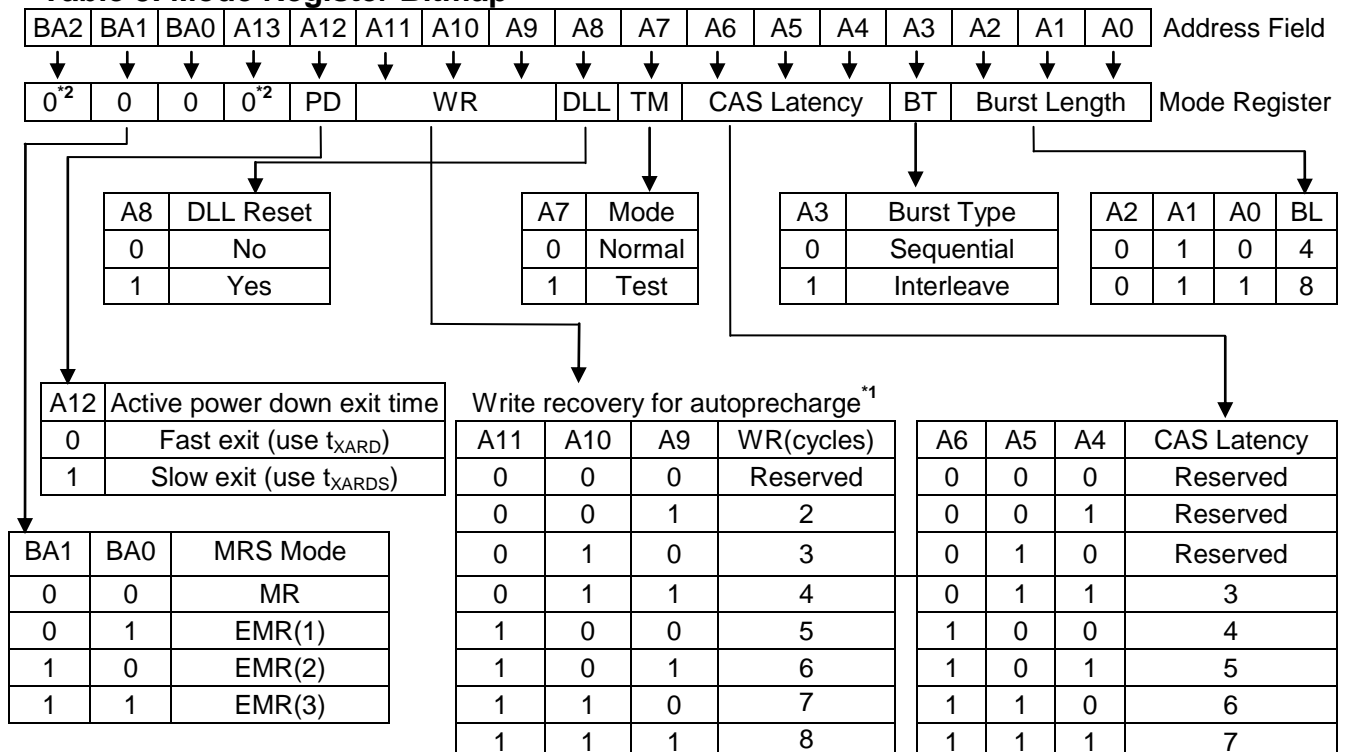 Table 5. Mode Register Bitmap
BA2 BA1 BA0 A13 A12 A11 A10 A9 A8 A7 A6 A5 A4 A3 A2 A1 A0 Address Field
0*2 0 0 0*2 PD WR DLL TM CAS Latency BT Burst Length Mode Register
A8 DLL Reset
0 No
1 Yes
A7 Mode
0 Normal
1 Test
A3 Burst Type
0 Sequential
1 Interleave
A2 A1 A0 BL
0 1 0 4
0 1 1 8
A12 Active power down exit time
0 Fast exit (use tXARD)
1 Slow exit (use tXARDS)
Write recovery for autoprecharge*1
A11 A10 A9 WR(cycles)
0 0 0 Reserved
0 0 1 2
0 1 0 3
0 1 1 4
1 0 0 5
1 0 1 6
1 1 0 7
1 1 1 8
A6 A5 A4 CAS Latency
0 0 0 Reserved
0 0 1 Reserved
0 1 0 Reserved
0 1 1 3
1 0 0 4
1 0 1 5
1 1 0 6
1 1 1 7
BA1 BA0 MRS Mode
0 0 MR
0 1 EMR(1)
1 0 EMR(2)
1 1 EMR(3)